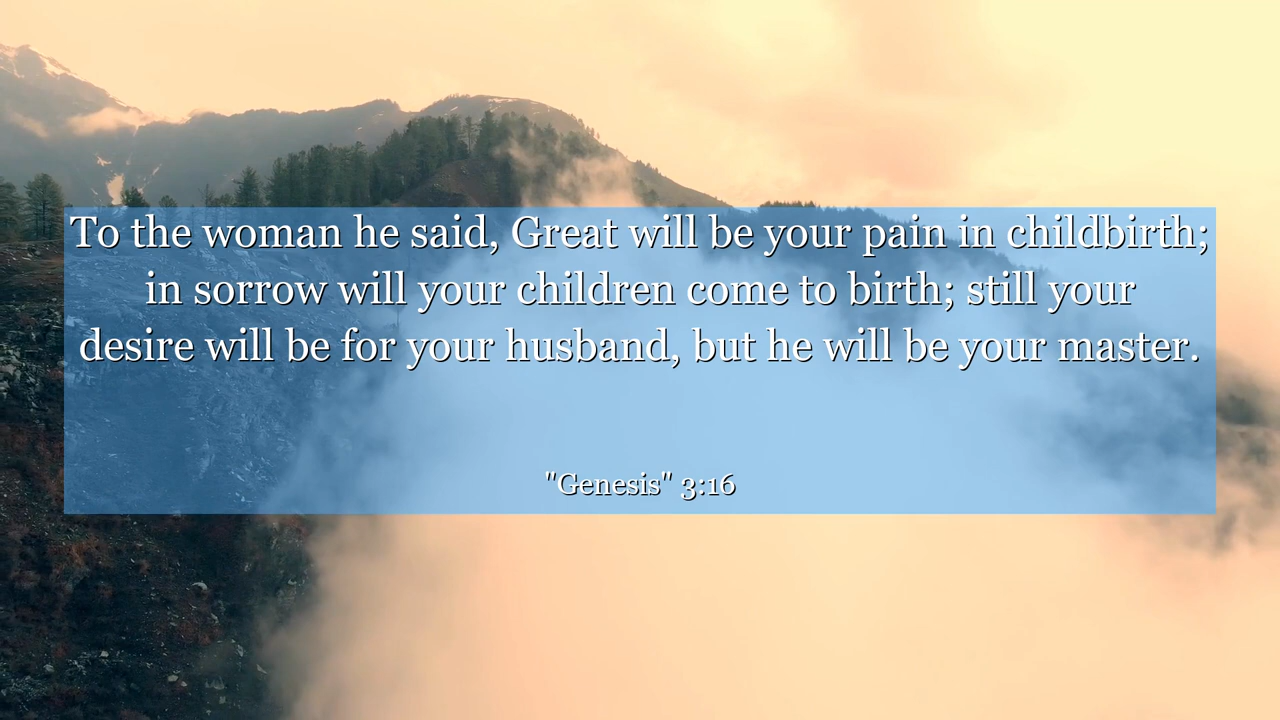 To the woman he said, Great will be your pain in childbirth;
in sorrow will your children come to birth; still your
desire will be for your husband, but he will be your master.
"Genesis" 3:16